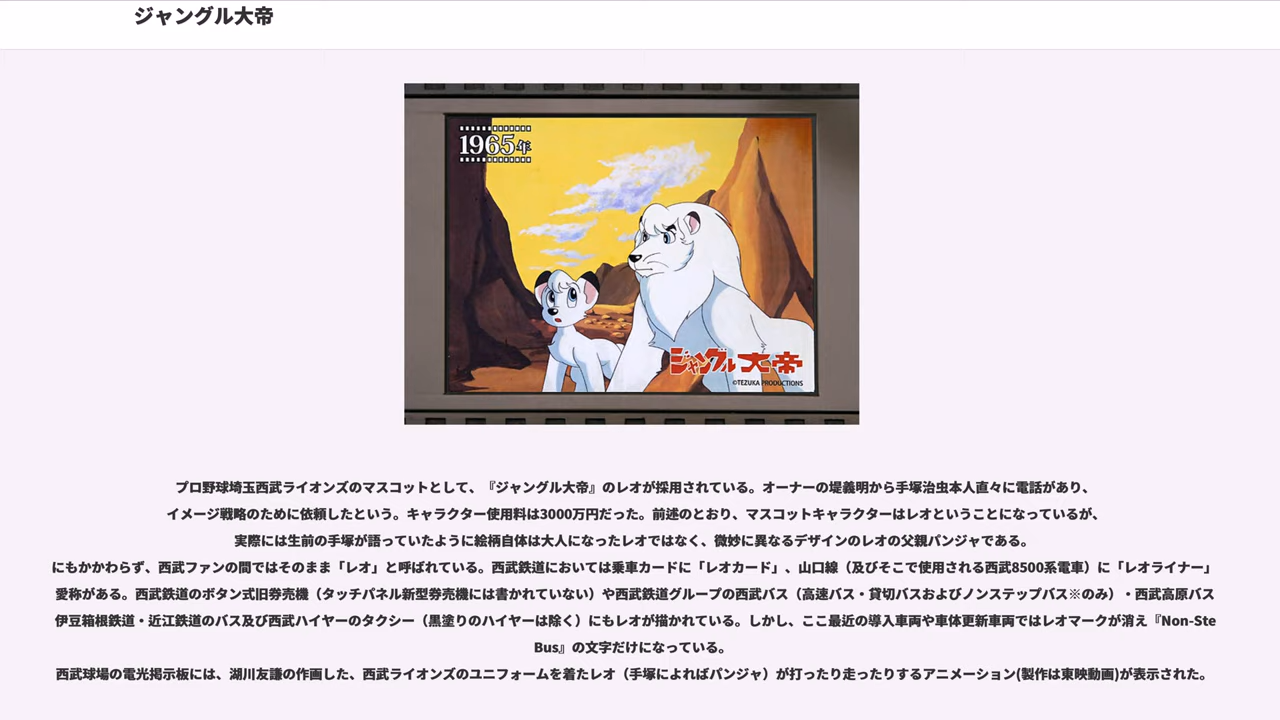 ジャングル大帝
1965年
ジャングル大帝
©TEZUKA PRODUCTIONS
プロ野球埼玉西武ライオンズのマスコットとして、『ジャングル大帝』のレオが採用されている。オーナーの堤義明から手塚治虫本人直々に電話があり、
イメージ戦略のために依頼したという。キャラクター使用料は3000万円だった。前述のとおり、マスコットキャラクターはレオということになっているが、
実際には生前の手塚が語っていたように絵柄自体は大人になったレオではなく、微妙に異なるデザインのレオの父親パンジャである。
にもかかわらず、西武ファンの間ではそのまま「レオ」と呼ばれている。西武鉄道においては乗車カードに「レオカード」、山口線（及びそこで使用される西武8500系電車）に「レオライナー」
愛称がある。西武鉄道のボタン式旧券売機（タッチパネル新型券売機には書かれていない）や西武鉄道グループの西武バス（高速バス・貸切バスおよびノンステップバス※のみ）・西武高原バス
伊豆箱根鉄道・近江鉄道のバス及び西武ハイヤーのタクシー（黒塗りのハイヤーは除く）にもレオが描かれている。しかし、ここ最近の導入車両や車体更新車両ではレオマークが消え『Non-Ste
Bus』の文字だけになっている。
西武球場の電光掲示板には、湖川友謙の作画した、西武ライオンズのユニフォームを着たレオ（手塚によればパンジャ）が打ったり走ったりするアニメーション(製作は東映動画)が表示された。